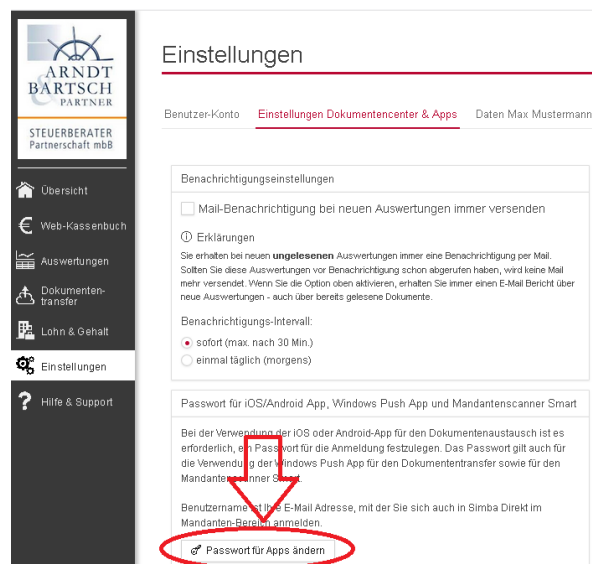 ARNDT
BARTSCH
PARTNER
STEUERBERATER
Partnerschaft mbB
Übersicht
Web-Kassenbuch
Auswertungen
Dokumenten-
transfer
Lohn & Gehalt
Einstellungen
Hilfe & Support
Einstellungen
Benutzer-Konto Einstellungen Dokumentencenter & Apps Daten Max Mustermann
Benachrichtigungseinstellungen
Mail-Benachrichtigung bei neuen Auswertungen immer versenden
Erklärungen
Sie erhalten bei neuen ungelesenen Auswertungen immer eine Benachrichtigung per Mail.
Sollten Sie diese Auswertungen vor Benachrichtigung schon abgerufen haben, wird keine Mail
mehr versendet. Wenn Sie die Option oben aktivieren, erhalten Sie immer einen E-Mail Bericht über
neue Auswertungen - auch über bereits gelesene Dokumente.
Benachrichtigungs-Intervall:
sofort (max. nach 30 Min.)
einmal täglich (morgens)
Passwort für iOS/Android App, Windows Push App und Mandantenscanner Smart
Bei der Verwendung der iOS oder Android-App für den Dokumentenaustausch ist es
erforderlich, ein Passwort für die Anmeldung festzulegen. Das Passwort gilt auch für
die Verwendung der Windows Push App für den Dokumententransfer sowie für den
Mandantenscanner Smart.
Benutzername ist Ihre E-Mail Adresse, mit der Sie sich auch in Simba Direkt im
Mandanten-Bereich anmelden.
Passwort für Apps ändern